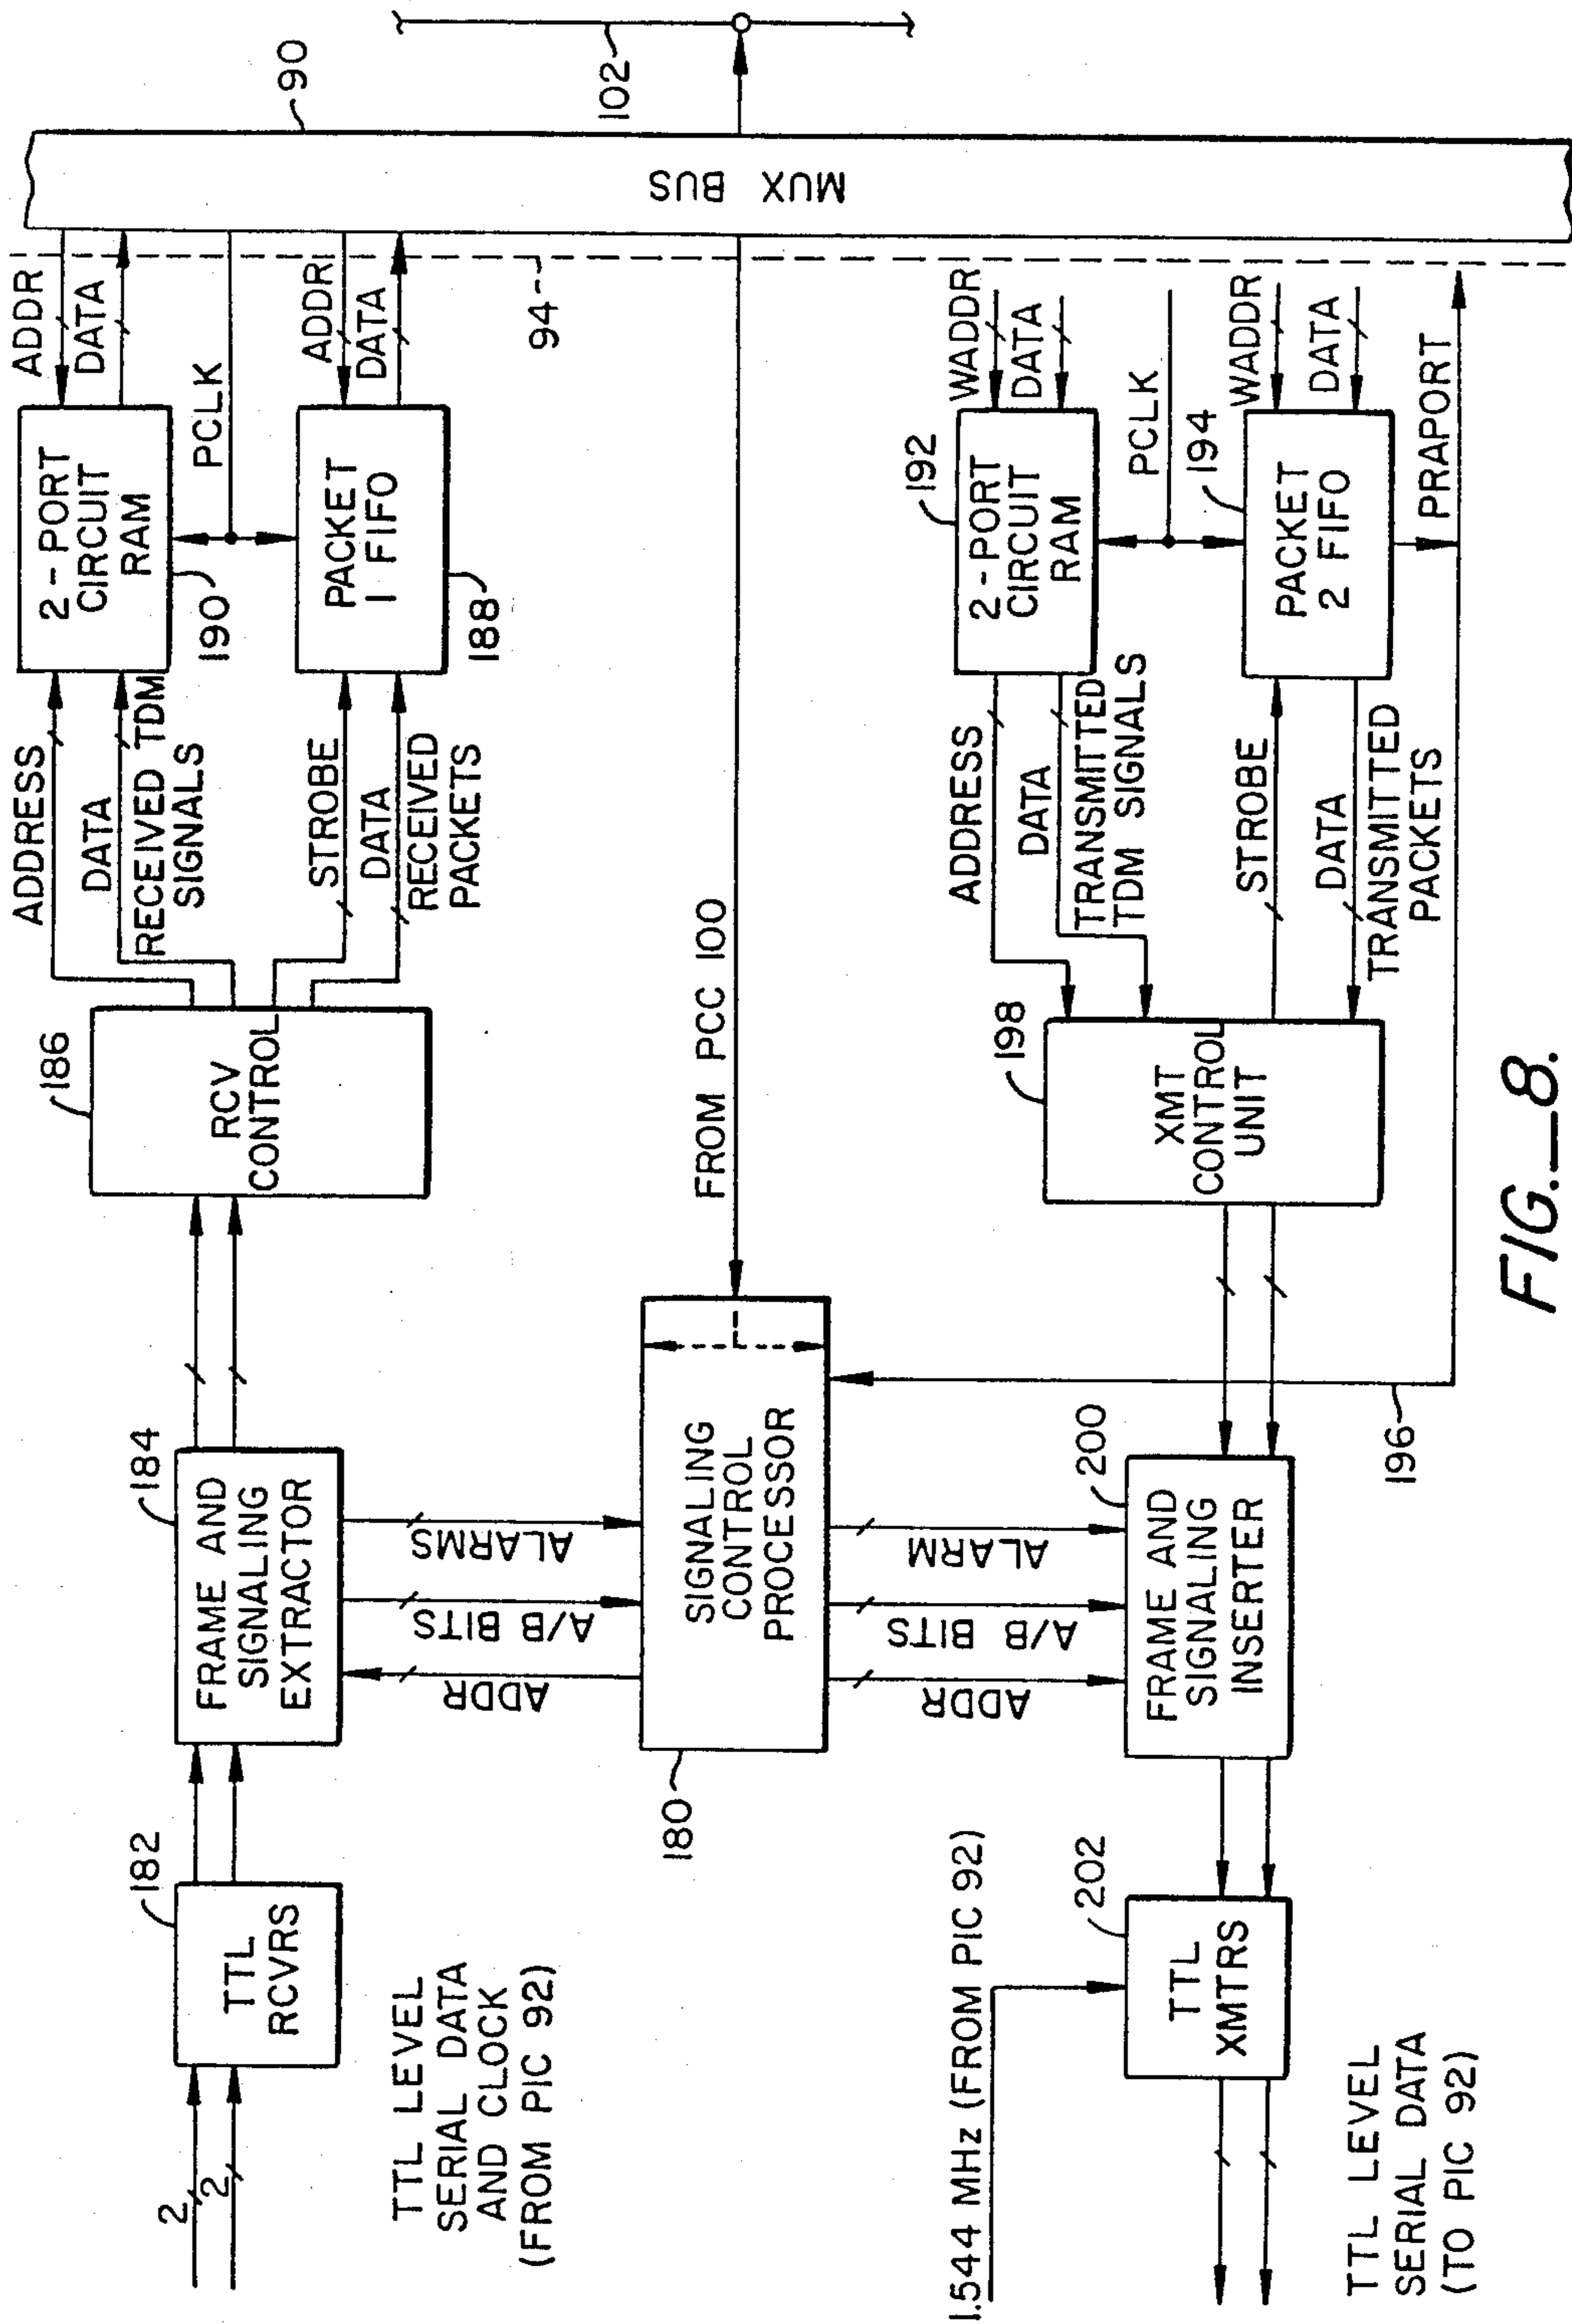 2
2
TTL LEVEL
SERIAL DATA
AND CLOCK
(FROM PIC 92)
182
TTL
RCVRS
184
FRAME AND
SIGNALING
EXTRACTOR
186
RCV
CONTROL
ADDRESS
DATA
RECEIVED TDM
SIGNALS
STROBE
DATA
RECEIVED
PACKETS
2-PORT
CIRCUIT
RAM
190
PACKET
1 FIFO
188
ADDR
DATA
PCLK
ADDR
DATA
94
MUX BUS
90
102
ALARMS
A/B BITS
ADDR
SIGNALING
CONTROL
PROCESSOR
180
FROM PCC 100
ALARM
A/B BITS
ADDR
1.544 MHz (FROM PIC 92)
202
TTL
XMTRS
TTL LEVEL
SERIAL DATA
(TO PIC 92)
200
FRAME AND
SIGNALING
INSERTER
196
198
XMT
CONTROL
UNIT
ADDRESS
DATA
TRANSMITTED
TDM SIGNALS
STROBE
DATA
TRANSMITTED
PACKETS
192
2-PORT
CIRCUIT
RAM
194
PACKET
2 FIFO
WADDR
DATA
PCLK
WADDR
DATA
PRAPORT
FIG._8.